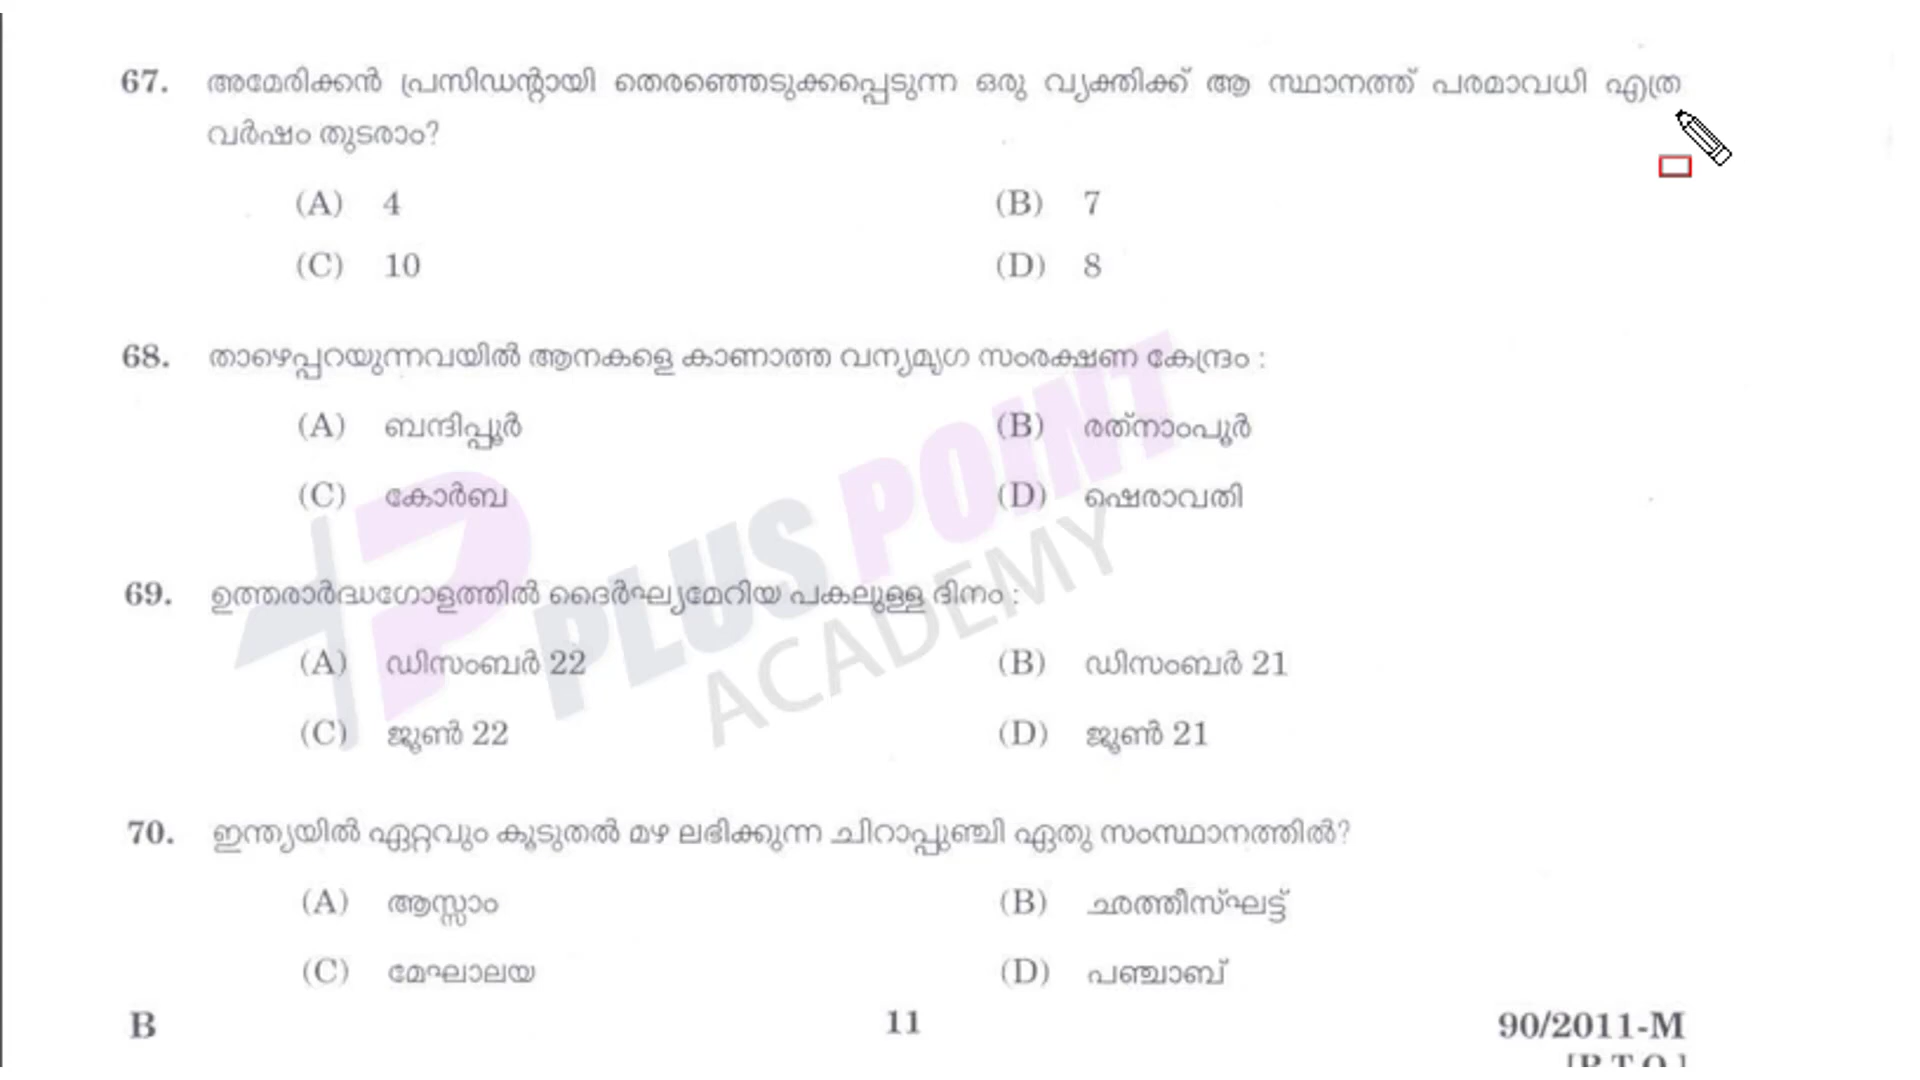 67. അമേരിക്കൻ പ്രസിഡന്റായി തെരഞ്ഞെടുക്കപ്പെടുന്ന ഒരു വ്യക്തിക്ക് ആ സ്ഥാനത്ത് പരമാവധി എത്ര
വർഷം തുടരാം?
(A) 4 (B) 7
(C) 10 (D) 8
68. താഴെപ്പറയുന്നവയിൽ ആനകളെ കാണാത്ത വന്യമൃഗ സംരക്ഷണ കേന്ദ്രം :
(A) ബന്ദിപ്പൂർ (B) രത്നാംപൂർ
(C) കോർബ (D) ഷെരാവതി
69. ഉത്തരാർദ്ധഗോളത്തിൽ ദൈർഘ്യമേറിയ പകലുള്ള ദിനം :
(A) ഡിസംബർ 22 (B) ഡിസംബർ 21
(C) ജൂൺ 22 (D) ജൂൺ 21
70. ഇന്ത്യയിൽ ഏറ്റവും കൂടുതൽ മഴ ലഭിക്കുന്ന ചിറാപ്പുഞ്ചി ഏതു സംസ്ഥാനത്തിൽ?
(A) ആസ്സാം (B) ഛത്തീസ്ഘട്ട്
(C) മേഘാലയ (D) പഞ്ചാബ്
B 11 90/2011-M
[P.T.O.]
PLUS POINT
ACADEMY